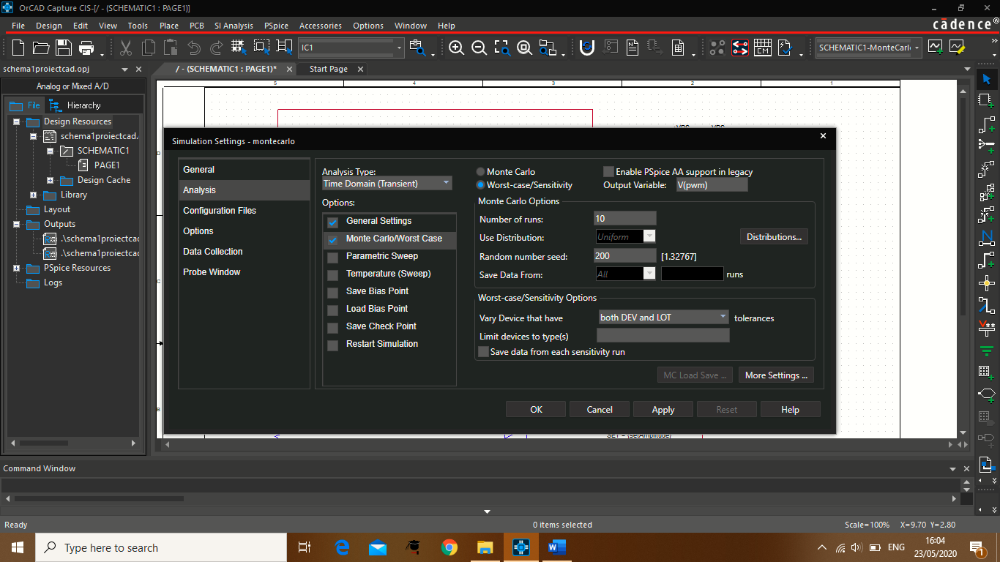 OrCAD Capture CIS-[/ - (SCHEMATIC1 : PAGE1)]
File Design Edit View Tools Place PCB SI Analysis PSpice Accessories Options Window Help
cādence®
IC1
CM
SCHEMATIC1-MonteCarl
schema1proiectcad.opj
/ - (SCHEMATIC1 : PAGE1)*
Start Page
Analog or Mixed A/D
File
Hierarchy
Design Resources
schema1proiectcad.
SCHEMATIC1
PAGE1
Design Cache
Library
Layout
Outputs
.\schema1proiectcad
.\schema1proiectcad
PSpice Resources
Logs
5 4 3 2 1
D
C
B
Simulation Settings - montecarlo
General
Analysis
Configuration Files
Options
Data Collection
Probe Window
Analysis Type:
Time Domain (Transient)
Options:
General Settings
Monte Carlo/Worst Case
Parametric Sweep
Temperature (Sweep)
Save Bias Point
Load Bias Point
Save Check Point
Restart Simulation
Monte Carlo
Enable PSpice AA support in legacy
Worst-case/Sensitivity
Output Variable: V(pwm)
Monte Carlo Options
Number of runs: 10
Use Distribution: Uniform Distributions...
Random number seed: 200 [1.32767]
Save Data From: All runs
Worst-case/Sensitivity Options
Vary Device that have both DEV and LOT tolerances
Limit devices to type(s)
Save data from each sensitivity run
MC Load Save ... More Settings ...
OK Cancel Apply Reset Help
SET = {setAmplitude}
Command Window
Ready
0 items selected
Scale=100% X=9.70 Y=2.80
Type here to search
ENG
16:04
23/05/2020
1